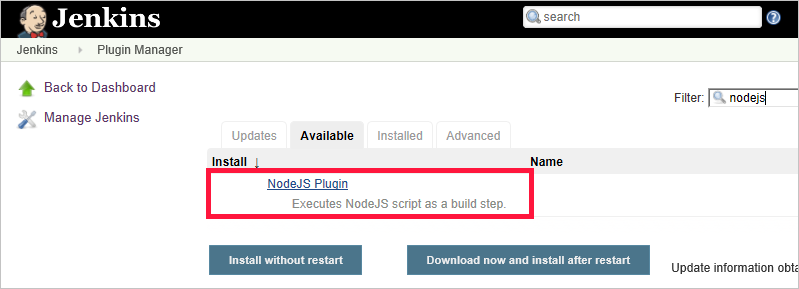 Jenkins
search
Jenkins Plugin Manager
Back to Dashboard
Manage Jenkins
Filter: nodejs
Updates Available Installed Advanced
Install ↓ Name
NodeJS Plugin
Executes NodeJS script as a build step.
Install without restart Download now and install after restart Update information obta